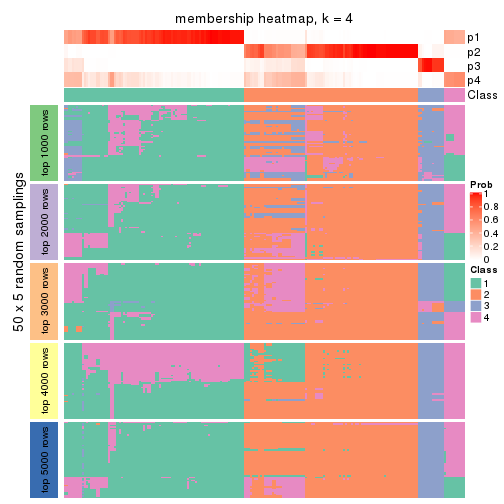 membership heatmap, k = 4
p1
p2
p3
p4
Class
50 x 5 random samplings
top 1000 rows
top 2000 rows
top 3000 rows
top 4000 rows
top 5000 rows
Prob
1
0.8
0.6
0.4
0.2
0
Class
1
2
3
4